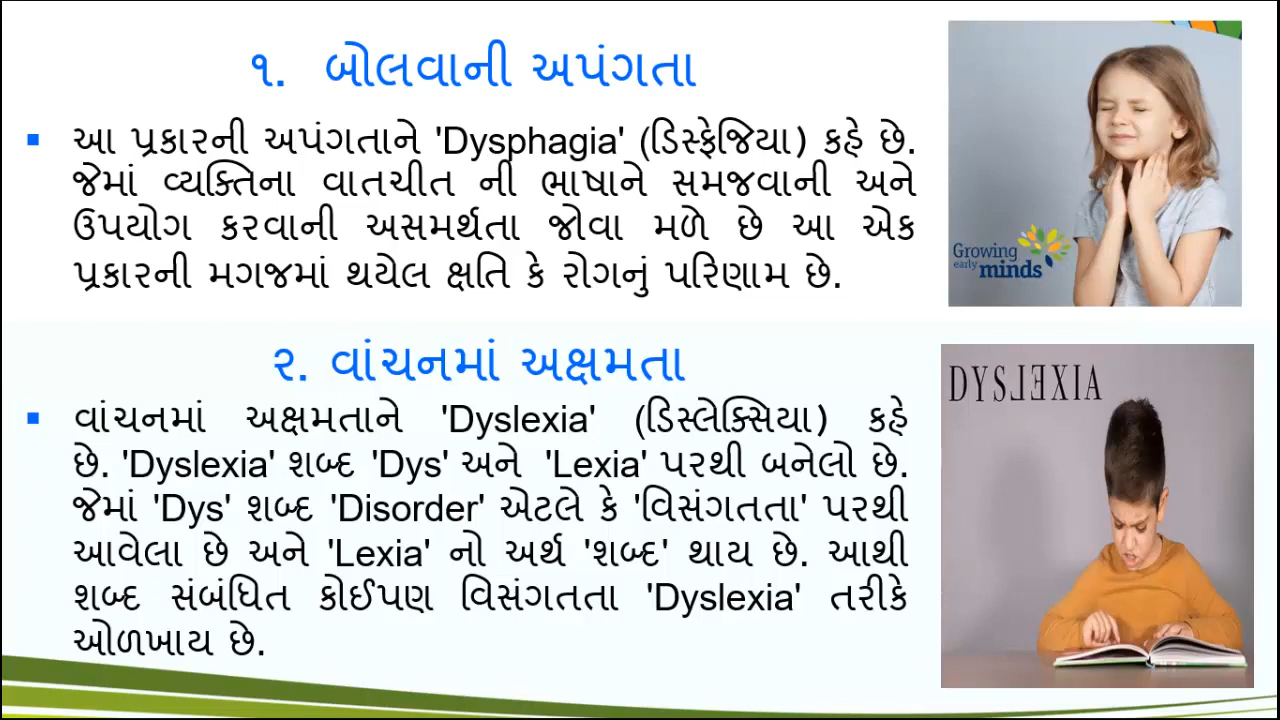 ૧. બોલવાની અપંગતા
▪ આ પ્રકારની અપંગતાને 'Dysphagia' (ડિસ્ફેજિયા) કહે છે.
જેમાં વ્યક્તિના વાતચીત ની ભાષાને સમજવાની અને
ઉપયોગ કરવાની અસમર્થતા જોવા મળે છે આ એક
પ્રકારની મગજમાં થયેલ ક્ષતિ કે રોગનું પરિણામ છે.
Growing
early minds
૨. વાંચનમાં અક્ષમતા
▪ વાંચનમાં અક્ષમતાને 'Dyslexia' (ડિસ્લેક્સિયા) કહે
છે. 'Dyslexia' શબ્દ 'Dys' અને 'Lexia' પરથી બનેલો છે.
જેમાં 'Dys' શબ્દ 'Disorder' એટલે કે 'વિસંગતતા' પરથી
આવેલા છે અને 'Lexia' નો અર્થ 'શબ્દ' થાય છે. આથી
શબ્દ સંબંધિત કોઈપણ વિસંગતતા 'Dyslexia' તરીકે
ઓળખાય છે.
DYSLEXIA